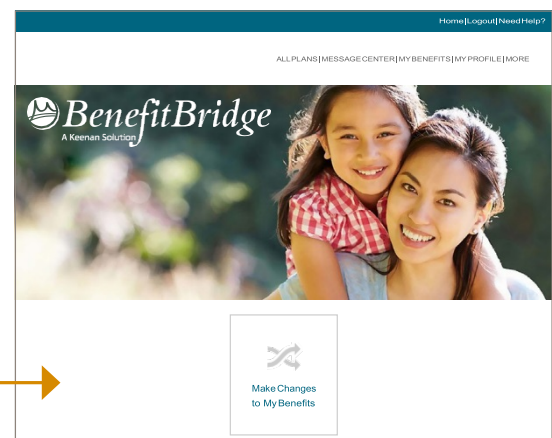 Home|Logout|Need Help?
ALL PLANS | MESSAGE CENTER | MY BENEFITS | MY PROFILE | MORE
BenefitBridge
A Keenan Solution
Make Changes
to My Benefits